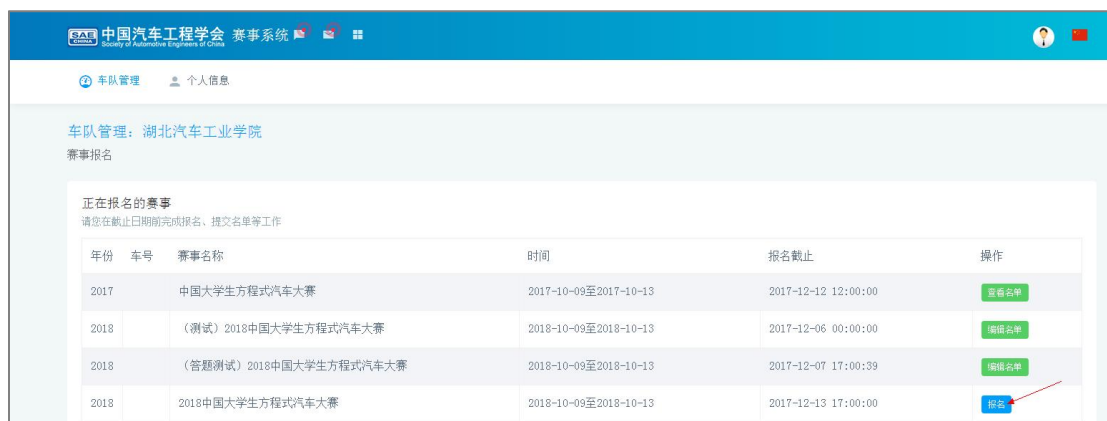 SAE CHINA 中国汽车工程学会 赛事系统
Society of Automotive Engineers of China
车队管理 个人信息
车队管理：湖北汽车工业学院
赛事报名
正在报名的赛事
请您在截止日期前完成报名、提交名单等工作
年份 车号 赛事名称 时间 报名截止 操作
2017 中国大学生方程式汽车大赛 2017-10-09至2017-10-13 2017-12-12 12:00:00 查看名单
2018 （测试）2018中国大学生方程式汽车大赛 2018-10-09至2018-10-13 2017-12-06 00:00:00 编辑名单
2018 （答题测试）2018中国大学生方程式汽车大赛 2018-10-09至2018-10-13 2017-12-07 17:00:39 编辑名单
2018 2018中国大学生方程式汽车大赛 2018-10-09至2018-10-13 2017-12-13 17:00:00 报名